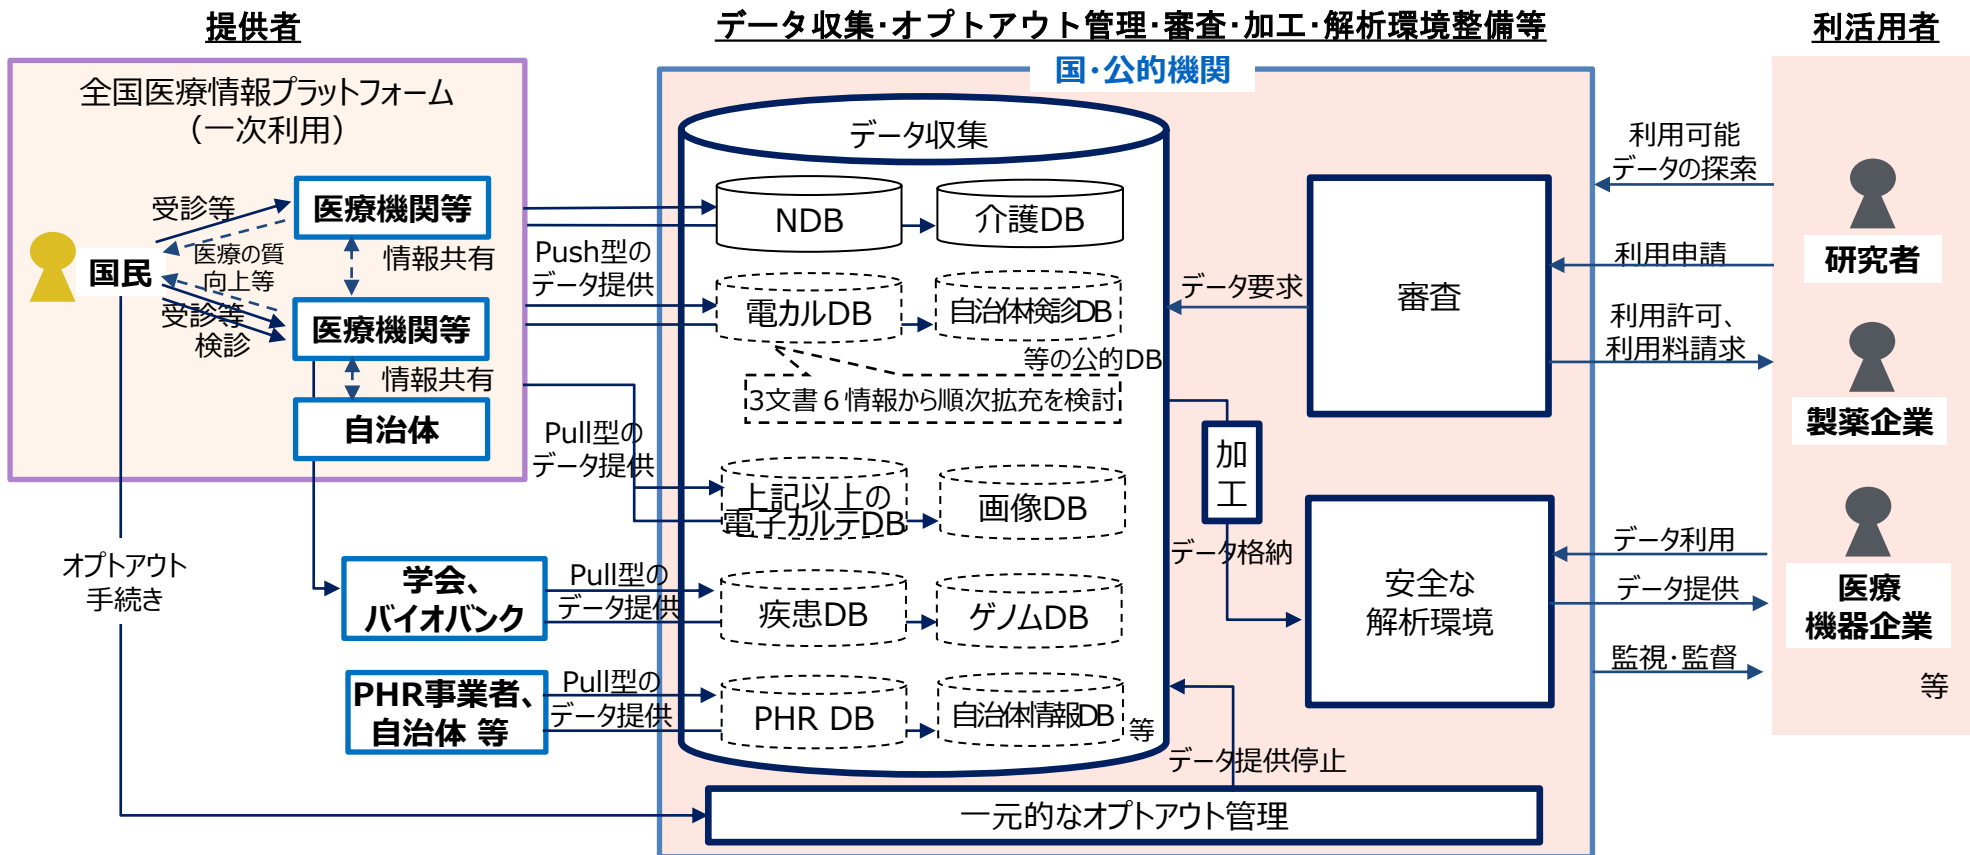 提供者
データ収集・オプトアウト管理・審査・加工・解析環境整備等
利活用者
全国医療情報プラットフォーム
（一次利用）
受診等
医療機関等
医療の質
向上等
情報共有
国民
受診等
検診
医療機関等
情報共有
自治体
オプトアウト
手続き
学会、
バイオバンク
PHR事業者、
自治体 等
Push型の
データ提供
Pull型の
データ提供
Pull型の
データ提供
Pull型の
データ提供
国・公的機関
データ収集
NDB
介護DB
電カルDB
自治体検診DB
等の公的DB
3文書６情報から順次拡充を検討
上記以上の
電子カルテDB
画像DB
疾患DB
ゲノムDB
PHR DB
自治体情報DB
等
データ要求
審査
加
工
データ格納
安全な
解析環境
データ提供停止
一元的なオプトアウト管理
利用可能
データの探索
利用申請
利用許可、
利用料請求
データ利用
データ提供
監視・監督
研究者
製薬企業
医療
機器企業
等